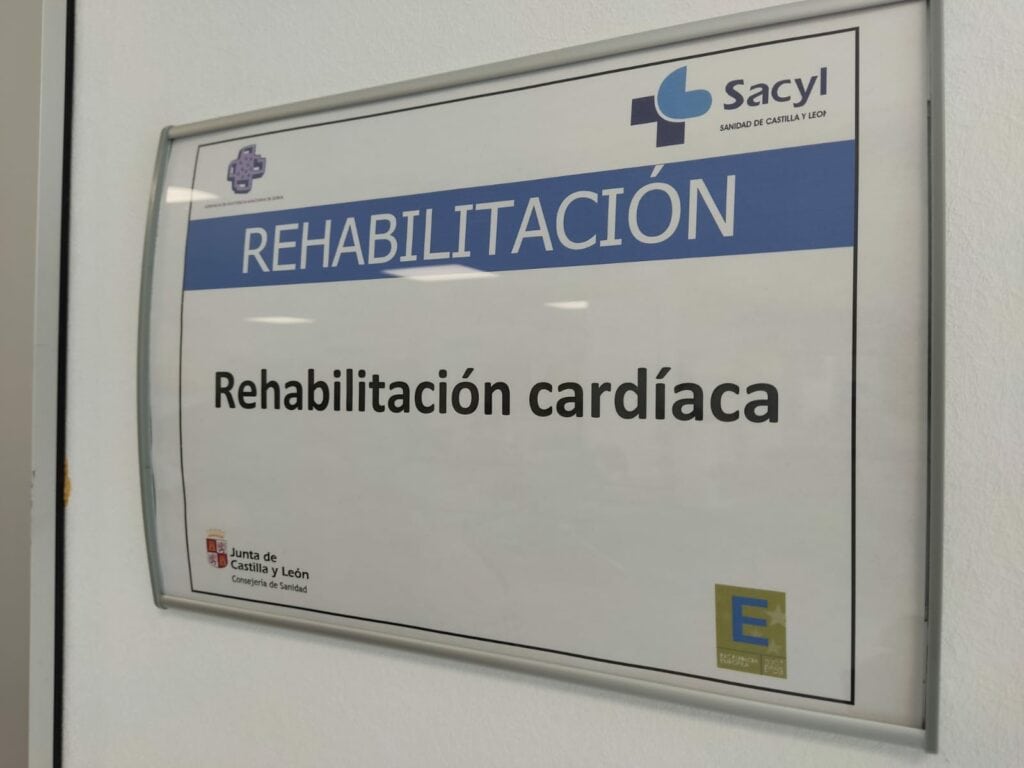 Sacyl
SANIDAD DE CASTILLA Y LEÓN
REHABILITACIÓN
Rehabilitación cardíaca
Junta de
Castilla y León
Consejería de Sanidad
E